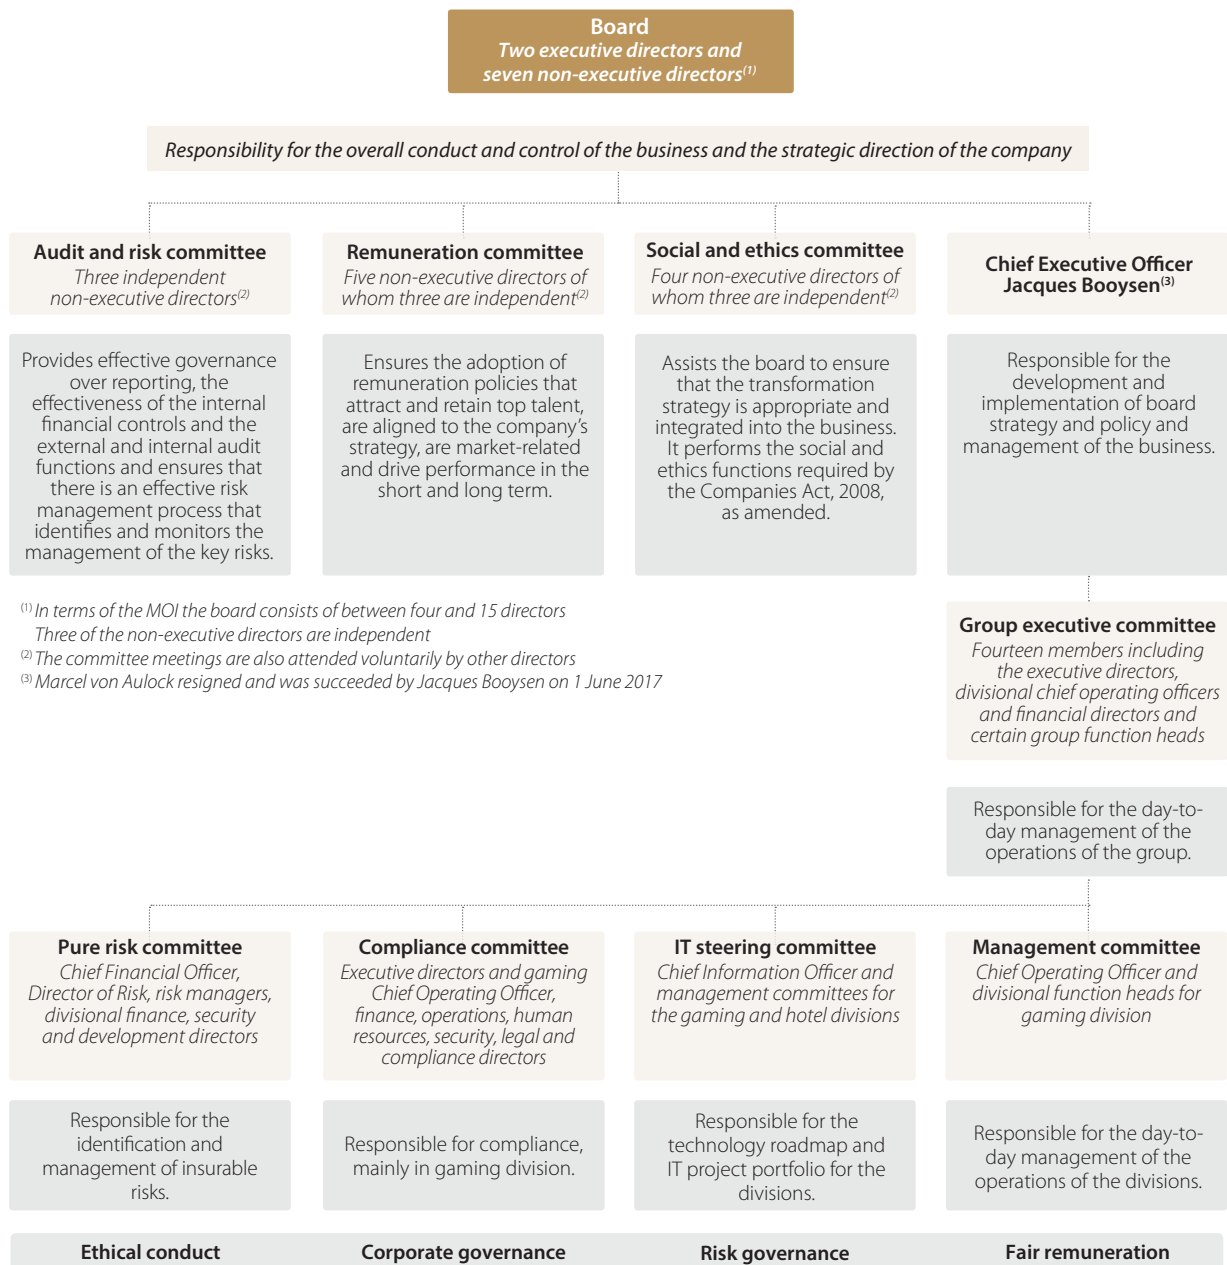 Board
Two executive directors and
seven non-executive directors(1)
Responsibility for the overall conduct and control of the business and the strategic direction of the company
Audit and risk committee
Three independent
non-executive directors(2)
Remuneration committee
Five non-executive directors of
whom three are independent(2)
Social and ethics committee
Four non-executive directors of
whom three are independent(2)
Chief Executive Officer
Jacques Booysen(3)
Provides effective governance
over reporting, the
effectiveness of the internal
financial controls and the
external and internal audit
functions and ensures that
there is an effective risk
management process that
identifies and monitors the
management of the key risks.
Ensures the adoption of
remuneration policies that
attract and retain top talent,
are aligned to the company's
strategy, are market-related
and drive performance in the
short and long term.
Assists the board to ensure
that the transformation
strategy is appropriate and
integrated into the business.
It performs the social and
ethics functions required by
the Companies Act, 2008,
as amended.
Responsible for the
development and
implementation of board
strategy and policy and
management of the business.
(1) In terms of the MOI the board consists of between four and 15 directors
Three of the non-executive directors are independent
(2) The committee meetings are also attended voluntarily by other directors
(3) Marcel von Aulock resigned and was succeeded by Jacques Booysen on 1 June 2017
Group executive committee
Fourteen members including
the executive directors,
divisional chief operating officers
and financial directors and
certain group function heads
Responsible for the day-to-
day management of the
operations of the group.
Pure risk committee
Chief Financial Officer,
Director of Risk, risk managers,
divisional finance, security
and development directors
Compliance committee
Executive directors and gaming
Chief Operating Officer,
finance, operations, human
resources, security, legal and
compliance directors
IT steering committee
Chief Information Officer and
management committees for
the gaming and hotel divisions
Management committee
Chief Operating Officer and
divisional function heads for
gaming division
Responsible for the
identification and
management of insurable
risks.
Responsible for compliance,
mainly in gaming division.
Responsible for the
technology roadmap and
IT project portfolio for the
divisions.
Responsible for the day-to-
day management of the
operations of the divisions.
Ethical conduct
Corporate governance
Risk governance
Fair remuneration